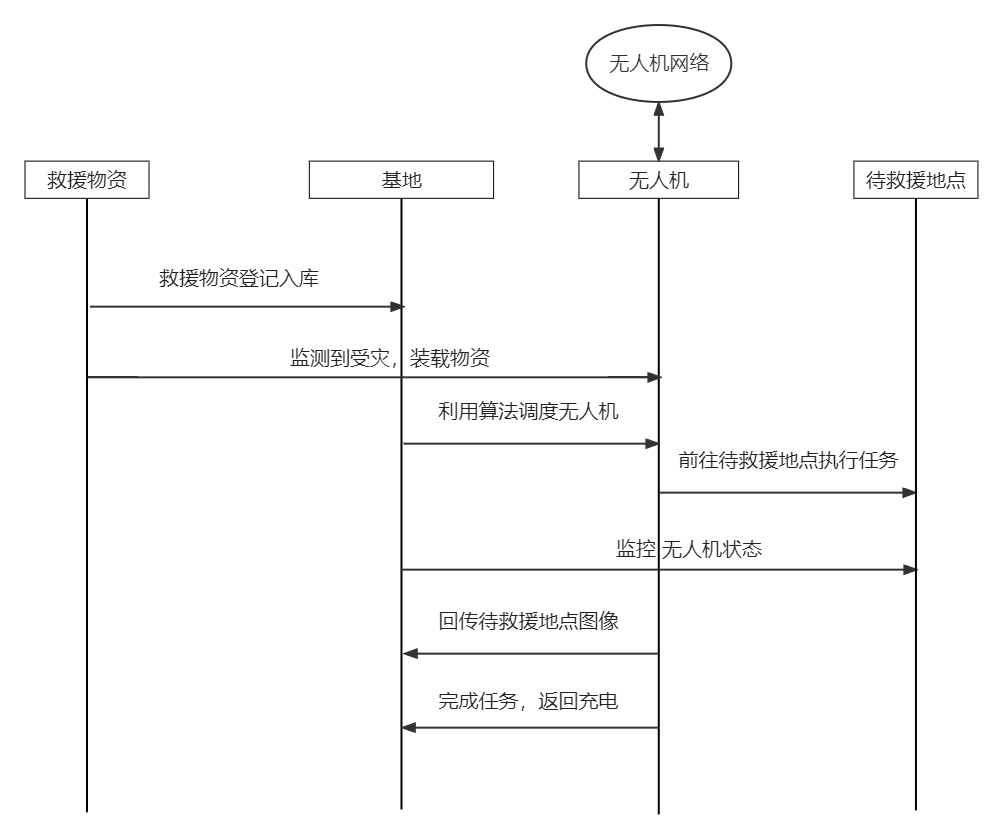 无人机网络
救援物资
基地
无人机
待救援地点
救援物资登记入库
监测到受灾，装载物资
利用算法调度无人机
前往待救援地点执行任务
监控 无人机状态
回传待救援地点图像
完成任务，返回充电